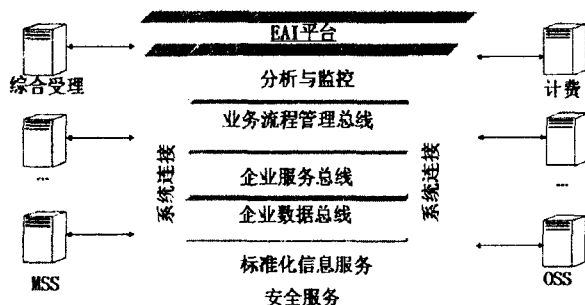 EAI平台
综合受理
分析与监控
计费
业务流程管理总线
系统连接
系统连接
...
企业服务总线
...
企业数据总线
MSS
标准化信息服务
OSS
安全服务